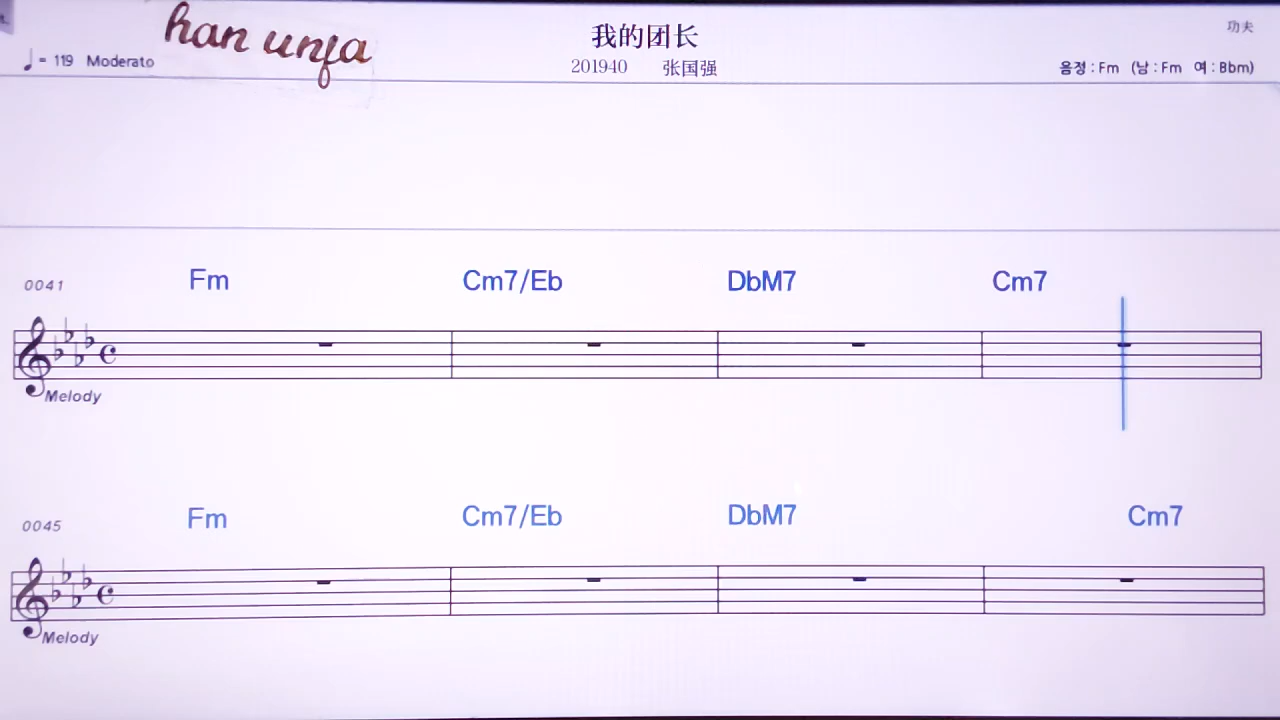 han unfa
我的团长
功夫
♩= 119 Moderato
201940 张国强
음정 : Fm (남 : Fm 여 : Bbm)
0041 Fm Cm7/Eb DbM7 Cm7
Melody
0045 Fm Cm7/Eb DbM7 Cm7
Melody